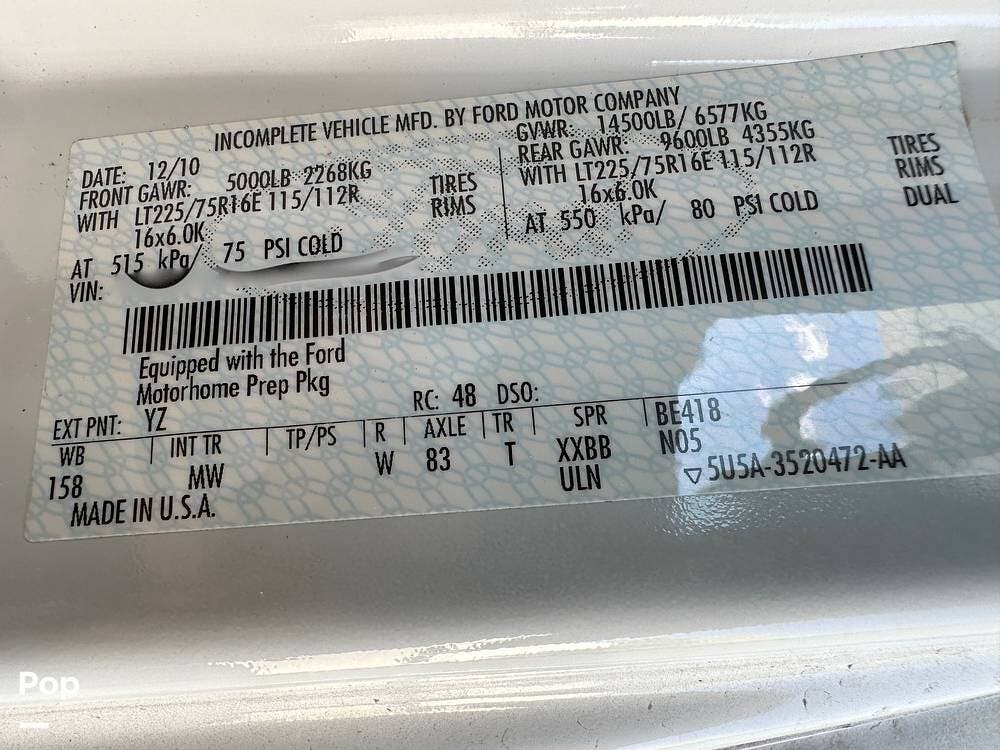 INCOMPLETE VEHICLE MFD. BY FORD MOTOR COMPANY
DATE: 12/10 GVWR: 14500LB/ 6577KG
FRONT GAWR: 5000LB 2268KG REAR GAWR: 9600LB 4355KG
WITH LT225/75R16E 115/112R TIRES WITH LT225/75R16E 115/112R TIRES
16x6.0K RIMS 16x6.0K RIMS
AT 515 kPa/ 75 PSI COLD AT 550 kPa/ 80 PSI COLD DUAL
VIN:
Equipped with the Ford
Motorhome Prep Pkg
EXT PNT: YZ RC: 48 DSO:
WB INT TR TP/PS R AXLE TR SPR BE418
158 MW W 83 T XXBB N05
ULN ▽5U5A-3520472-AA
MADE IN U.S.A.
Pop